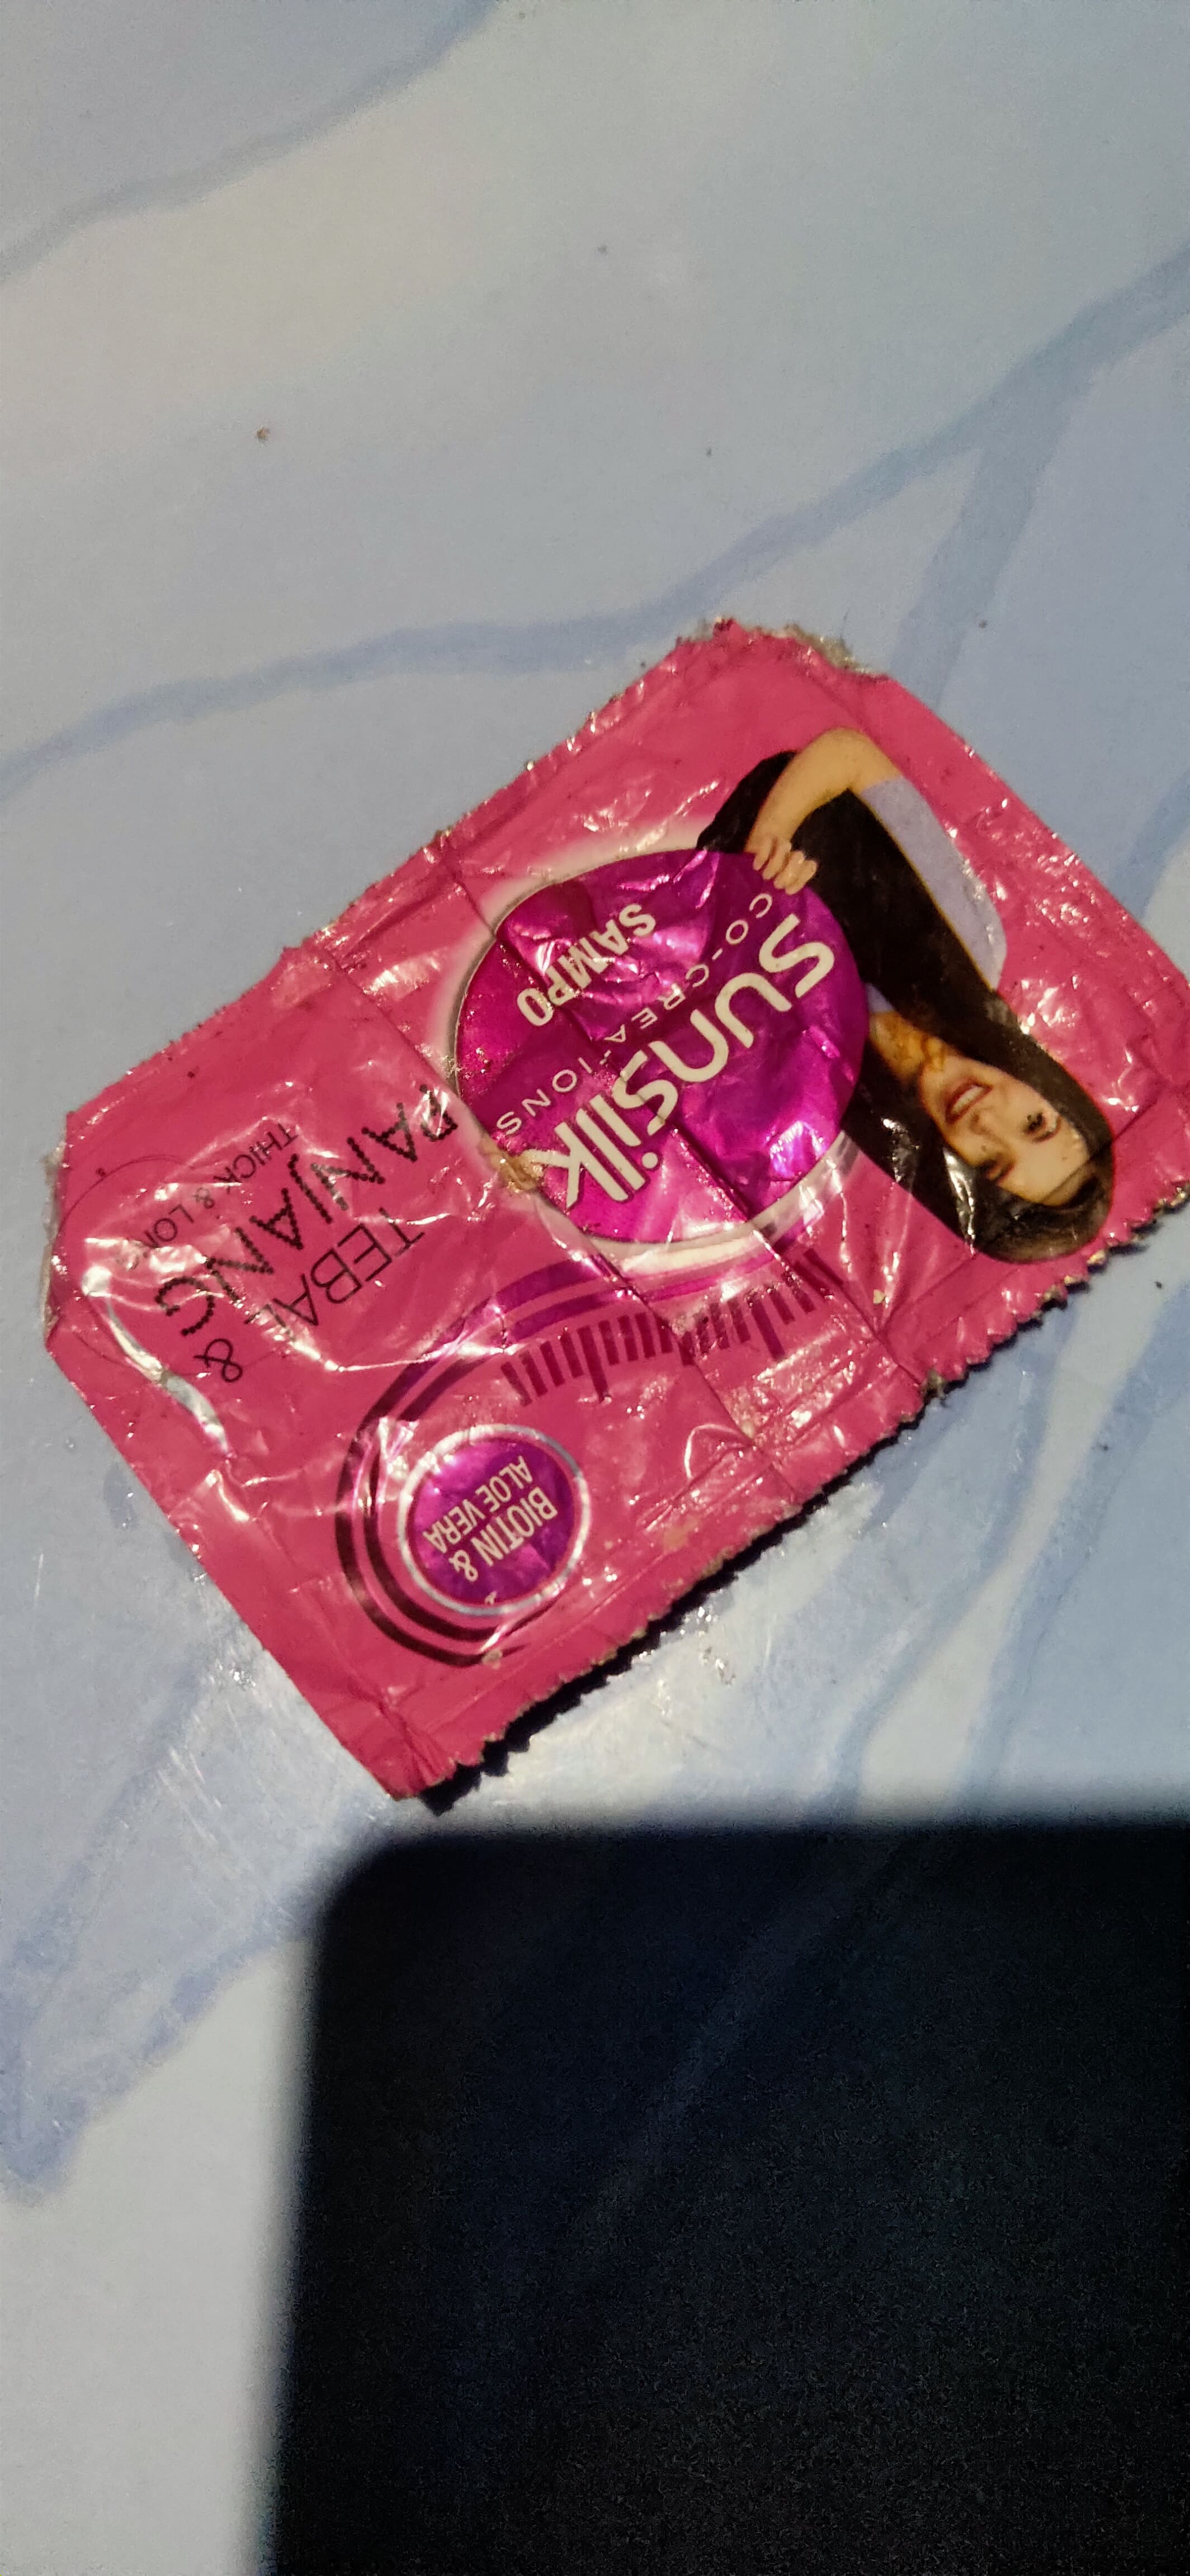 sunsilk
CO-CREATIONS
SAMPO
BIOTIN &
ALOE VERA
TEBAL &
PANJANG
THICK & LONG